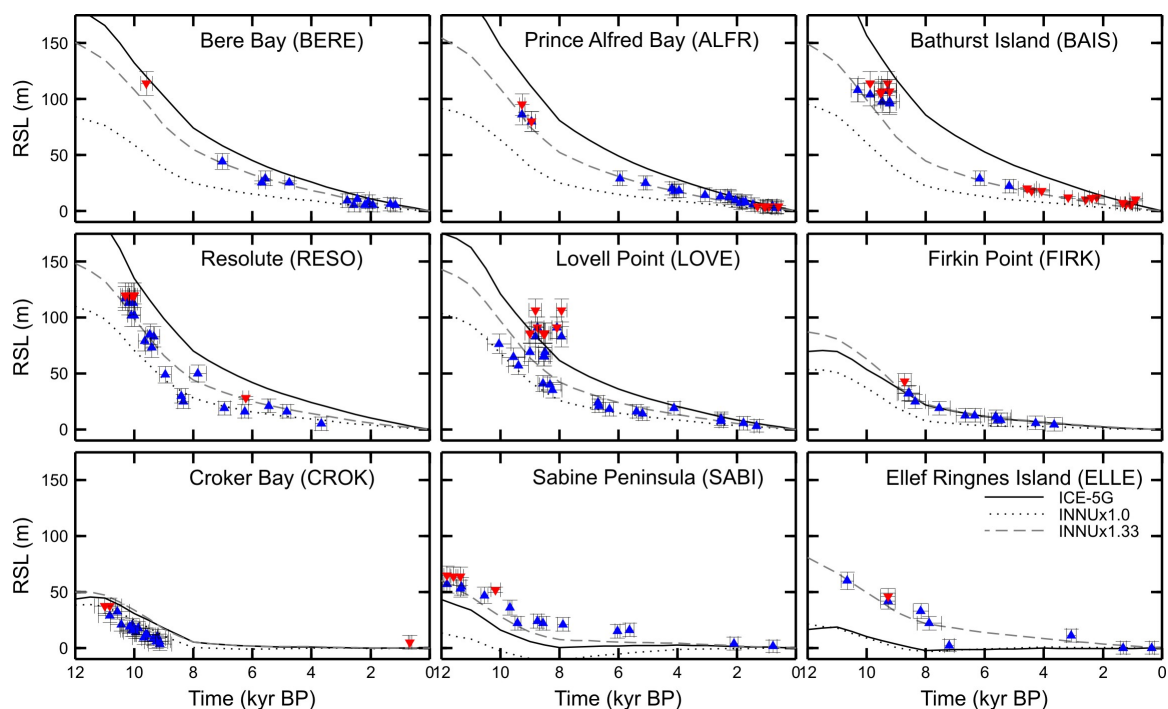 Bere Bay (BERE)
Prince Alfred Bay (ALFR)
Bathurst Island (BAIS)
RSL (m)
150
100
50
0
Resolute (RESO)
Lovell Point (LOVE)
Firkin Point (FIRK)
RSL (m)
150
100
50
0
Croker Bay (CROK)
Sabine Peninsula (SABI)
Ellef Ringnes Island (ELLE)
ICE-5G
INNUx1.0
INNUx1.33
RSL (m)
150
100
50
0
12 10 8 6 4 2 0
12 10 8 6 4 2 0
12 10 8 6 4 2 0
Time (kyr BP)
Time (kyr BP)
Time (kyr BP)